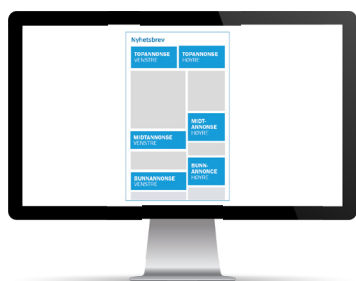 Nyhetsbrev
TOPANNONSE
VENSTRE
TOPANNONSE
HØYRE
MIDT-
ANNONSE
HØYRE
MIDTANNONSE
VENSTRE
BUNN-
ANNONCE
HØYRE
BUNNANNONSE
VENSTRE